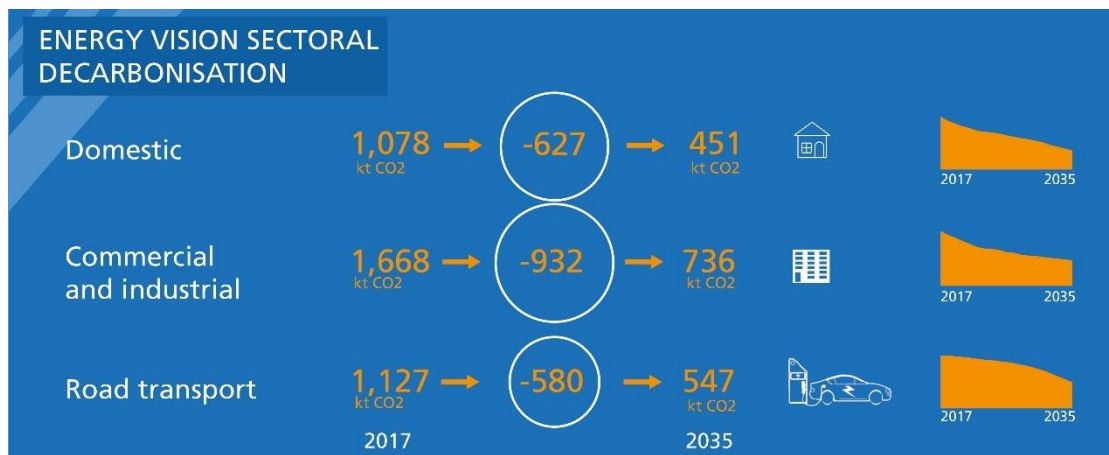 ENERGY VISION SECTORAL
DECARBONISATION
Domestic
1,078
kt CO2
-627
451
kt CO2
2017
2035
Commercial
and industrial
1,668
kt CO2
-932
736
kt CO2
2017
2035
Road transport
1,127
kt CO2
-580
547
kt CO2
2017
2035
2017
2035